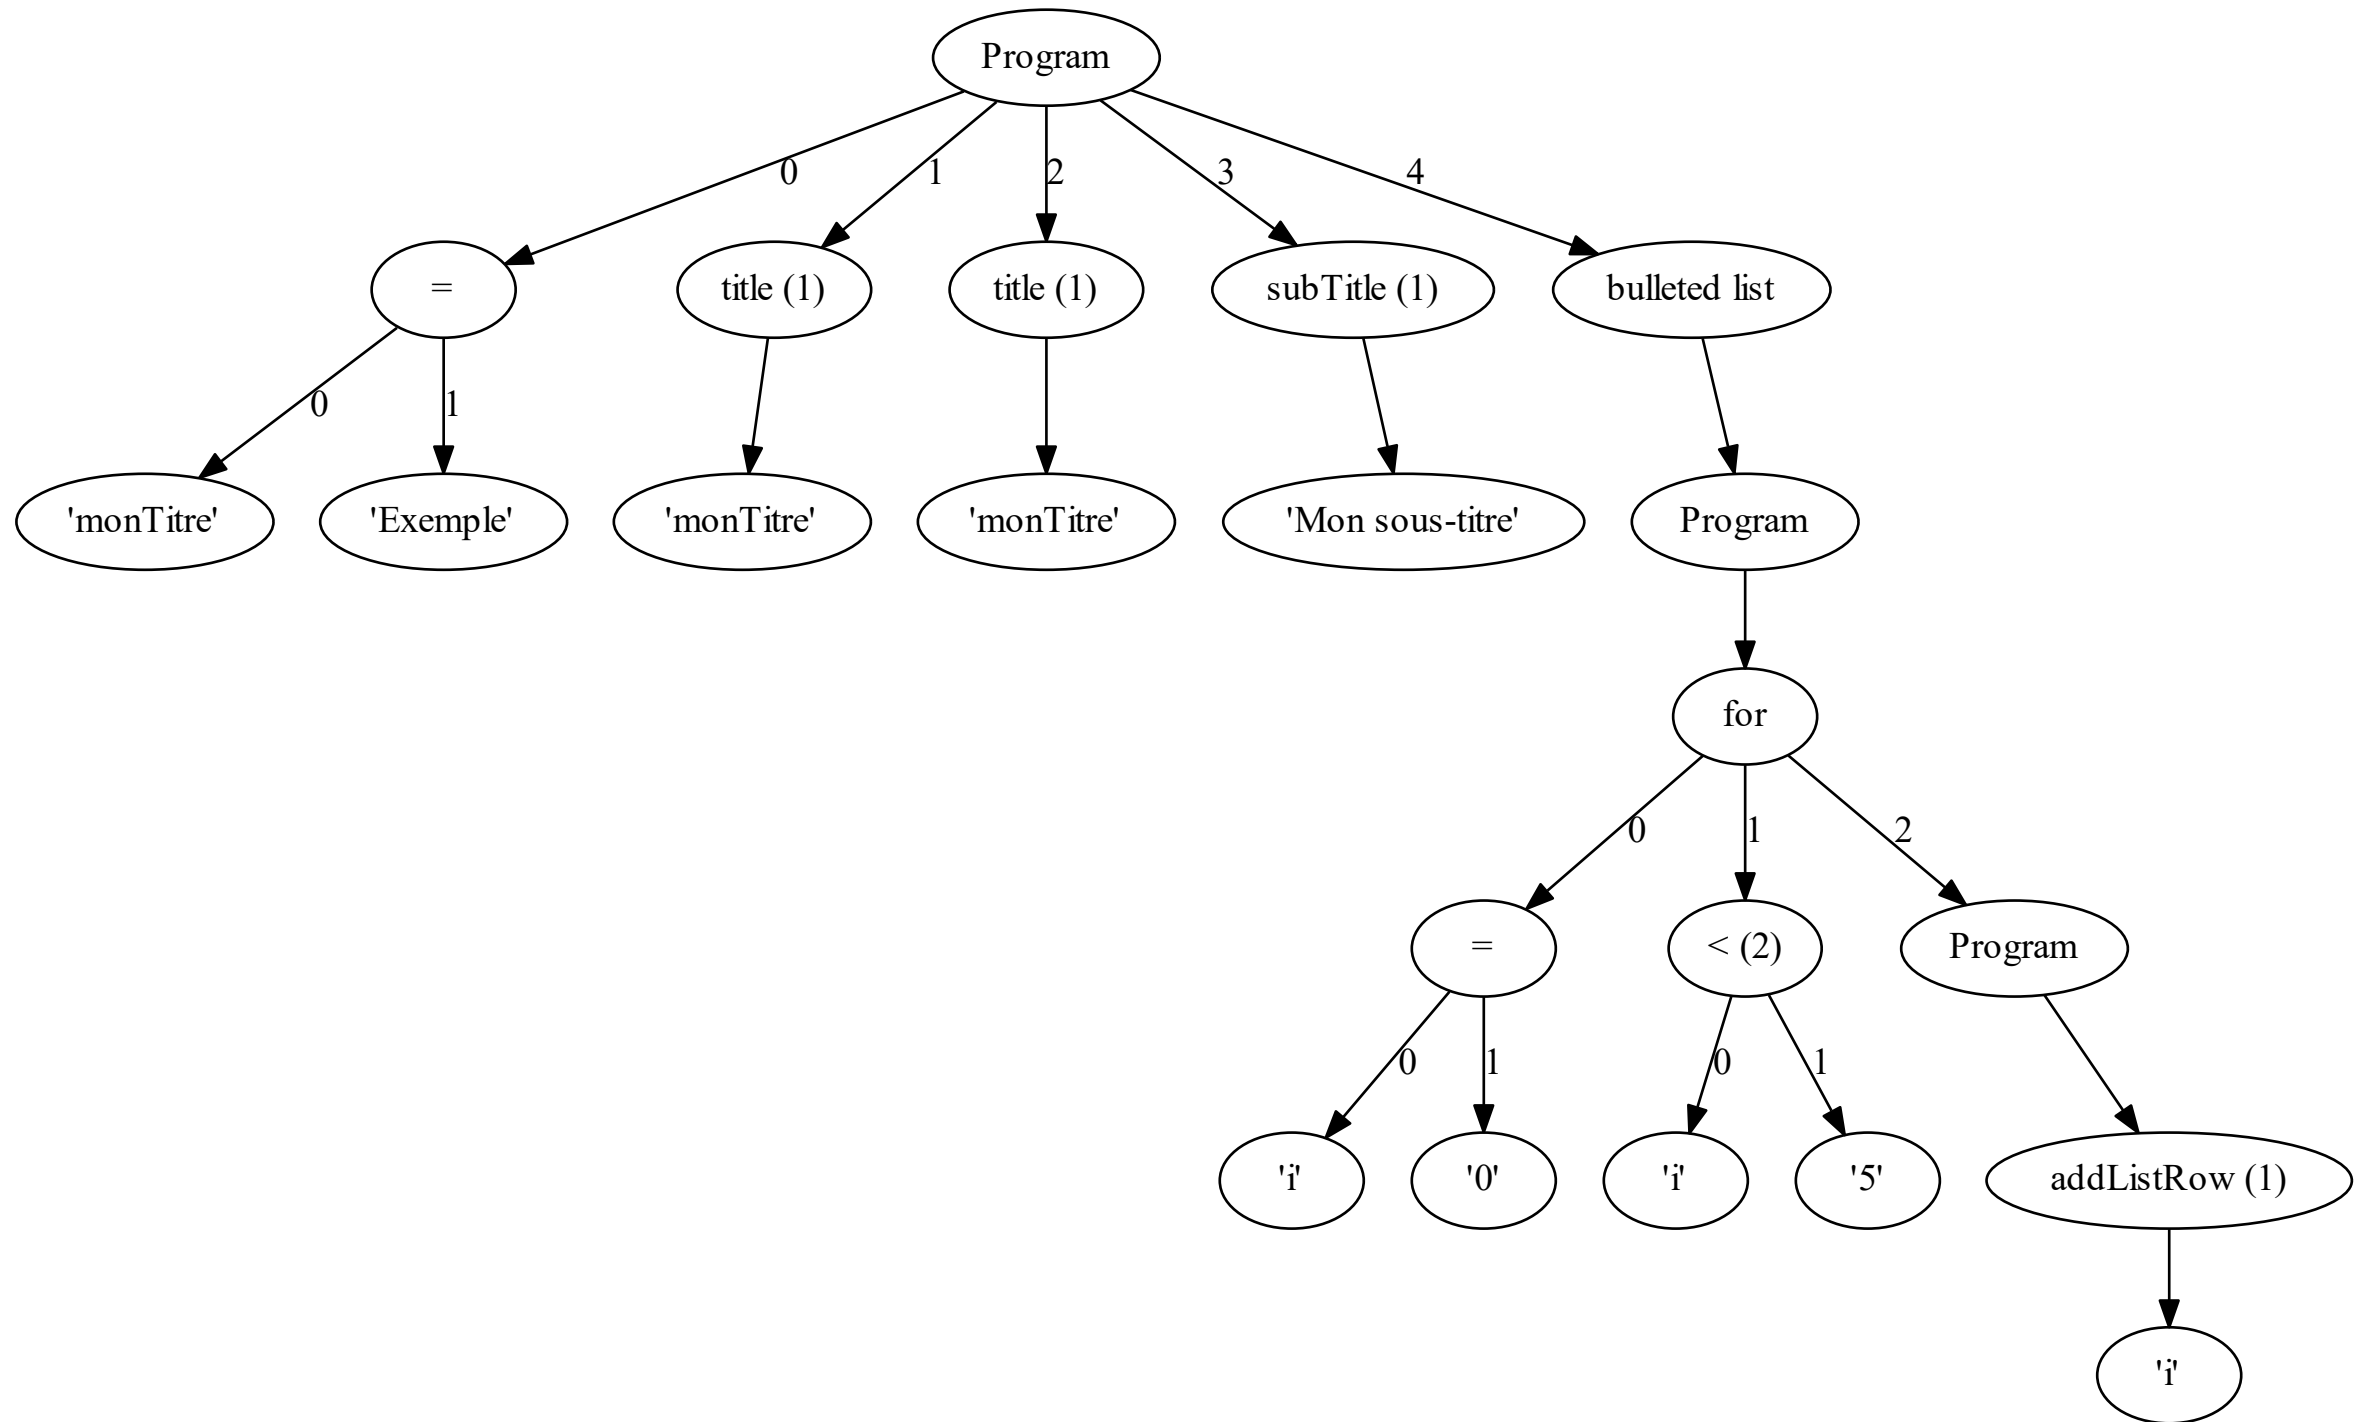 Program
0
1
2
3
4
=
title (1)
title (1)
subTitle (1)
bulleted list
0
1
'monTitre'
'Exemple'
'monTitre'
'monTitre'
'Mon sous-titre'
Program
for
0
1
2
=
< (2)
Program
0
1
0
1
'i'
'0'
'i'
'5'
addListRow (1)
'i'